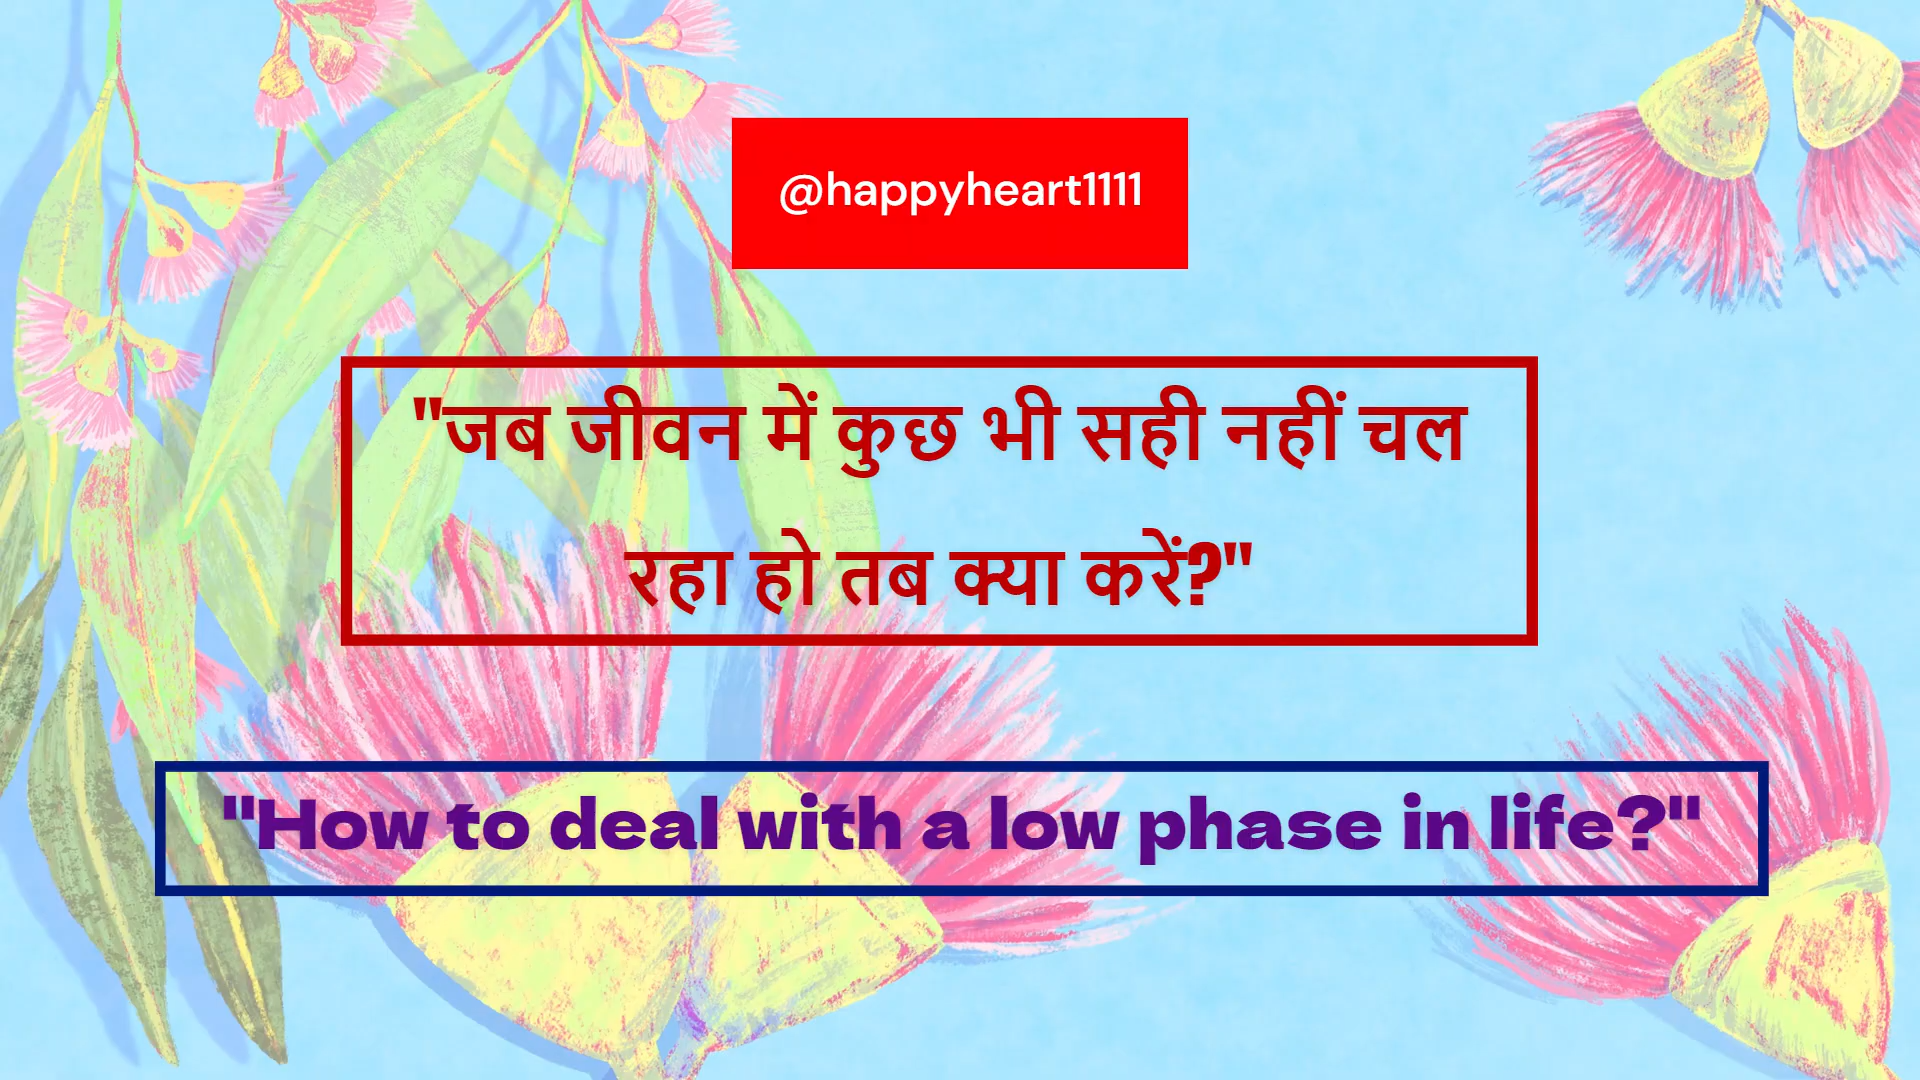 @happyheart1111
"जब जीवन में कुछ भी सही नहीं चल
रहा हो तब क्या करें?"
"How to deal with a low phase in life?"